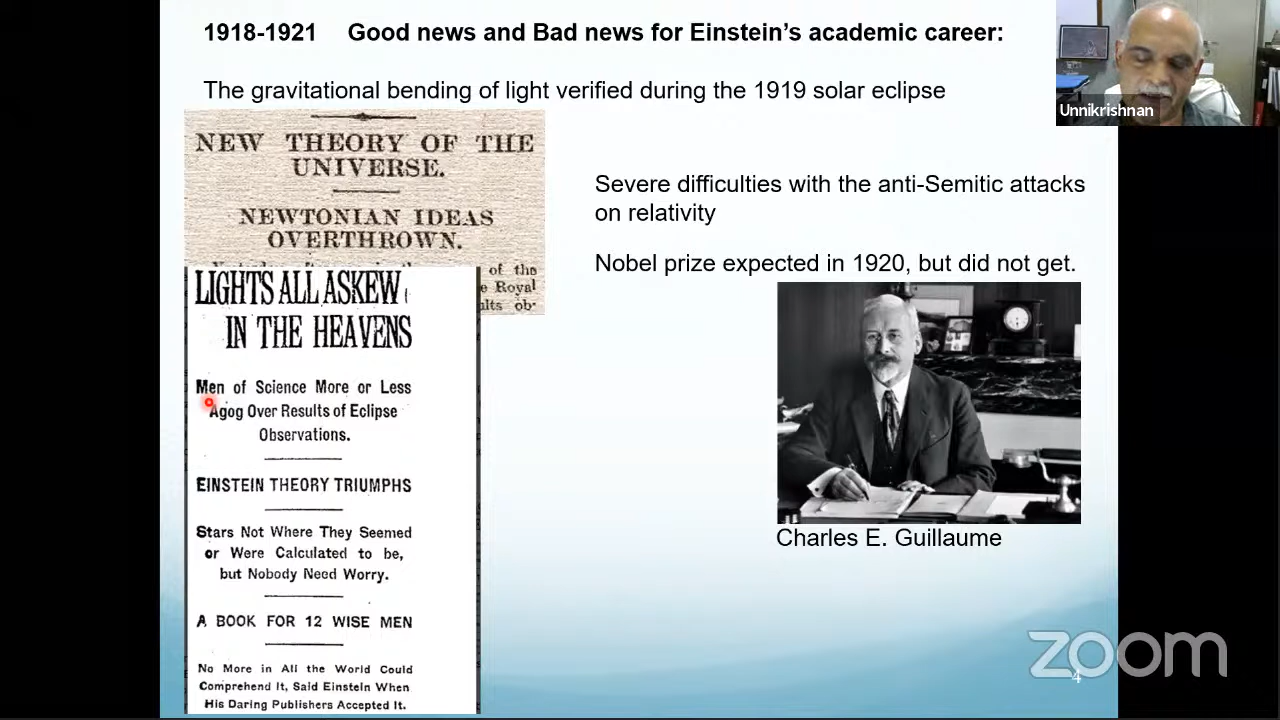 1918-1921 Good news and Bad news for Einstein's academic career:
The gravitational bending of light verified during the 1919 solar eclipse
NEW THEORY OF THE
UNIVERSE.
NEWTONIAN IDEAS
OVERTHROWN.
of the
Royal
LIGHTS ALL ASKEW
IN THE HEAVENS
Men of Science More or Less
Agog Over Results of Eclipse
Observations.
EINSTEIN THEORY TRIUMPHS
Stars Not Where They Seemed
or Were Calculated to be,
but Nobody Need Worry.
A BOOK FOR 12 WISE MEN
No More in All the World Could
Comprehend It, Said Einstein When
His Daring Publishers Accepted It.
Severe difficulties with the anti-Semitic attacks
on relativity
Nobel prize expected in 1920, but did not get.
Charles E. Guillaume
Unnikrishnan
zoom
4